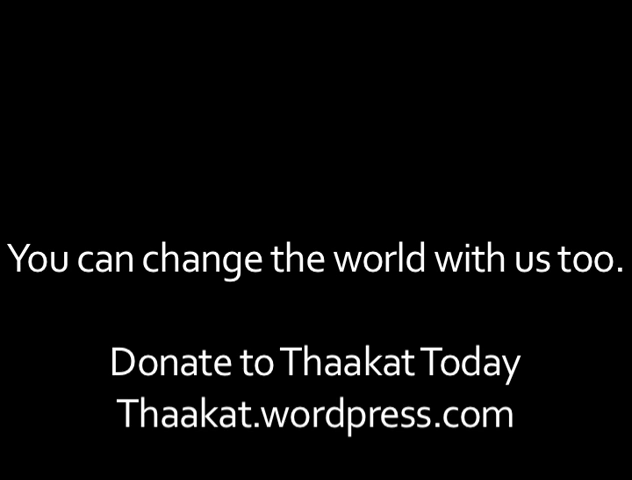 You can change the world with us too.
Donate to Thaakat Today
Thaakat.wordpress.com